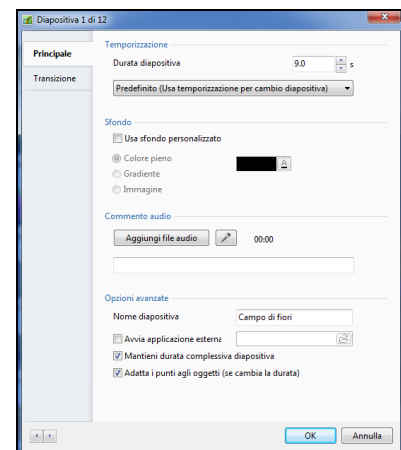 Diapositiva 1 di 12
Principale
Transizione
Temporizzazione
Durata diapositiva 9.0 s
Predefinito (Usa temporizzazione per cambio diapositiva)
Sfondo
Usa sfondo personalizzato
Colore pieno
A
Gradiente
Immagine
Commento audio
Aggiungi file audio 00:00
Opzioni avanzate
Nome diapositiva Campo di fiori
Avvia applicazione esterna
Mantieni durata complessiva diapositiva
Adatta i punti agli oggetti (se cambia la durata)
OK Annulla